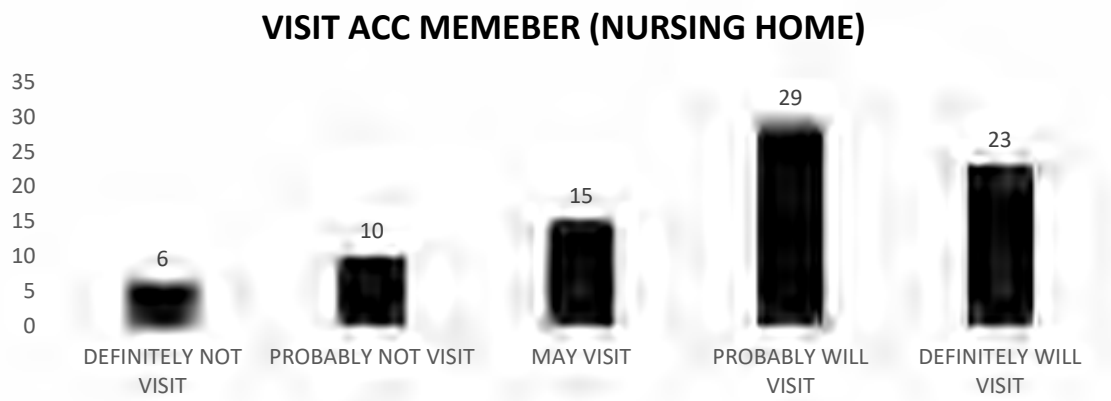 VISIT ACC MEMEBER (NURSING HOME)
35
30
25
20
15
10
5
0
6
10
15
29
23
DEFINITELY NOT
VISIT
PROBABLY NOT VISIT
MAY VISIT
PROBABLY WILL
VISIT
DEFINITELY WILL
VISIT